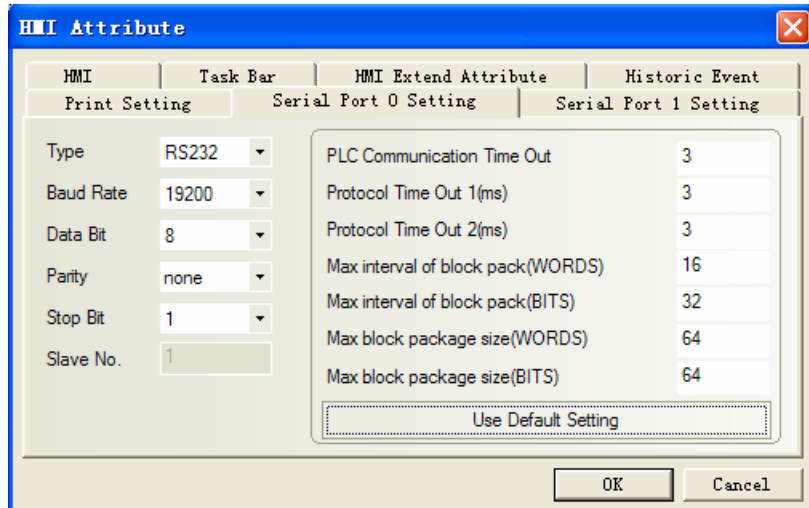 HMI Attribute
HMI Task Bar HMI Extend Attribute Historic Event
Print Setting Serial Port 0 Setting Serial Port 1 Setting
Type RS232
Baud Rate 19200
Data Bit 8
Parity none
Stop Bit 1
Slave No. 1
PLC Communication Time Out 3
Protocol Time Out 1(ms) 3
Protocol Time Out 2(ms) 3
Max interval of block pack(WORDS) 16
Max interval of block pack(BITS) 32
Max block package size(WORDS) 64
Max block package size(BITS) 64
Use Default Setting
OK Cancel